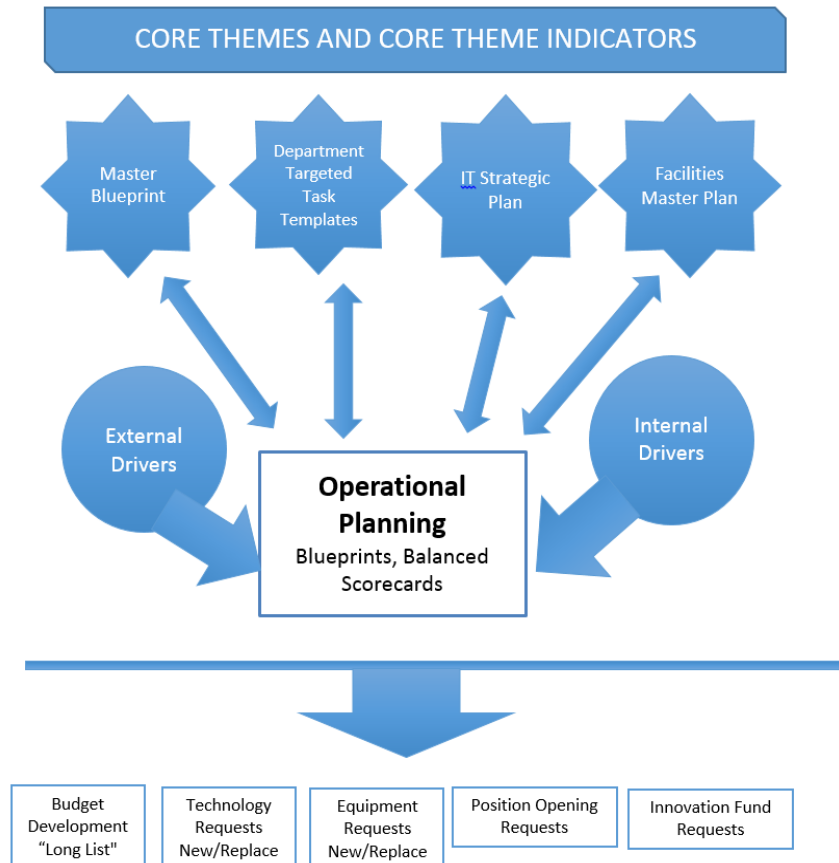 CORE THEMES AND CORE THEME INDICATORS
Master
Blueprint
Department
Targeted
Task
Templates
IT Strategic
Plan
Facilities
Master Plan
External
Drivers
Internal
Drivers
Operational
Planning
Blueprints, Balanced
Scorecards
Budget
Development
“Long List"
Technology
Requests
New/Replace
Equipment
Requests
New/Replace
Position Opening
Requests
Innovation Fund
Requests